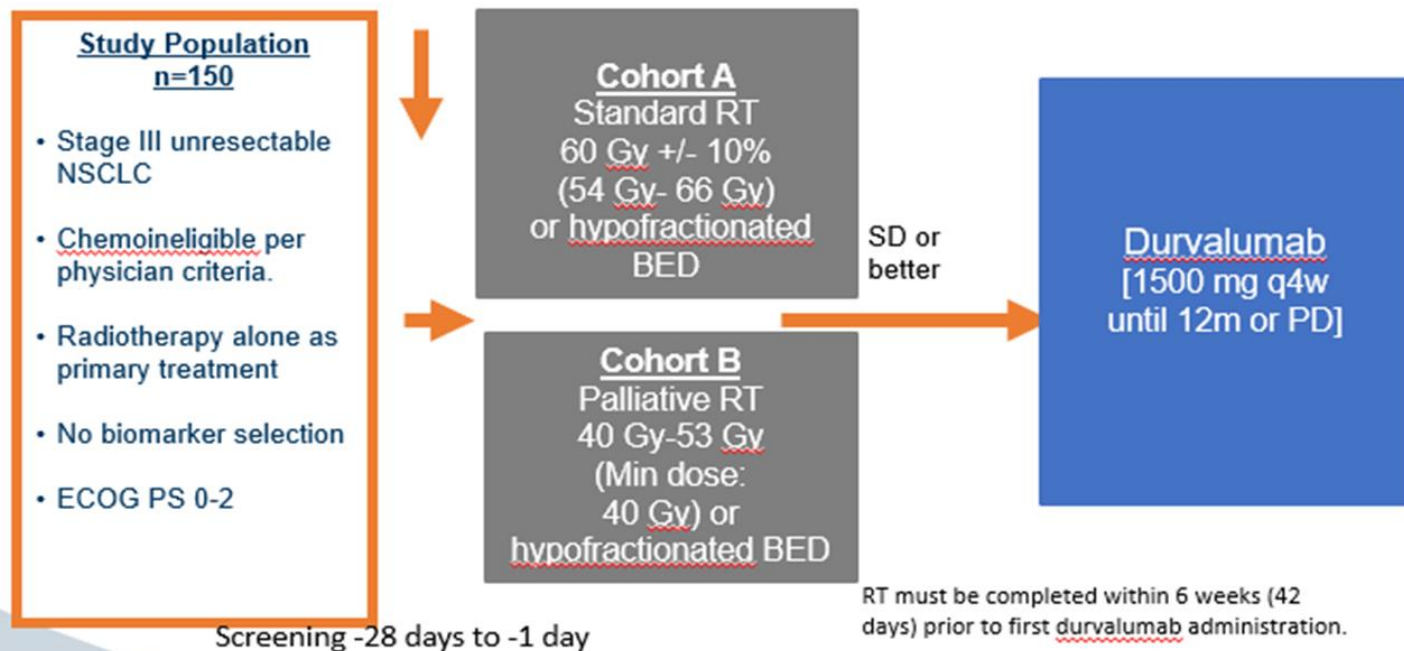 Study Population
n=150
• Stage III unresectable
NSCLC
• Chemoineligible per
physician criteria.
• Radiotherapy alone as
primary treatment
• No biomarker selection
• ECOG PS 0-2
Screening -28 days to -1 day
Cohort A
Standard RT
60 Gy +/- 10%
(54 Gy- 66 Gy)
or hypofractionated
BED
Cohort B
Palliative RT
40 Gy-53 Gy
(Min dose:
40 Gy) or
hypofractionated BED
SD or
better
Durvalumab
[1500 mg q4w
until 12m or PD]
RT must be completed within 6 weeks (42
days) prior to first durvalumab administration.